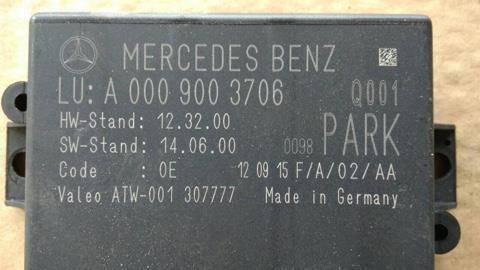 MERCEDES BENZ
LU: A 000 900 3706 Q001
HW-Stand: 12.32.00
SW-Stand: 14.06.00 0098 PARK
Code : 0E 12 09 15 F/A/02/AA
Valeo ATW-001 307777 Made in Germany